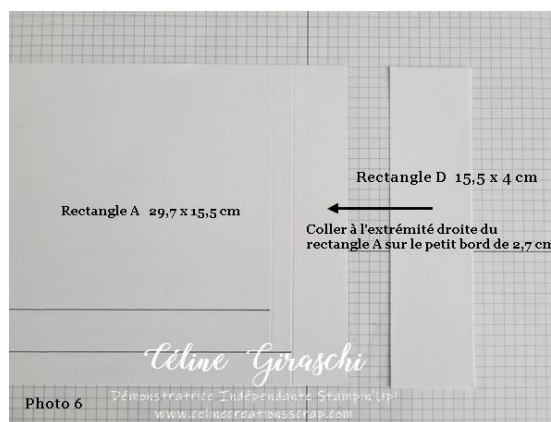 Rectangle D 15,5 x 4 cm
Rectangle A 29,7 x 15,5 cm
Coller à l'extrémité droite du
rectangle A sur le petit bord de 2,7 cm
Céline Giraschi
Démonstratrice Indépendante Stampin'Up!
www.celinecreationsscrap.com
Photo 6